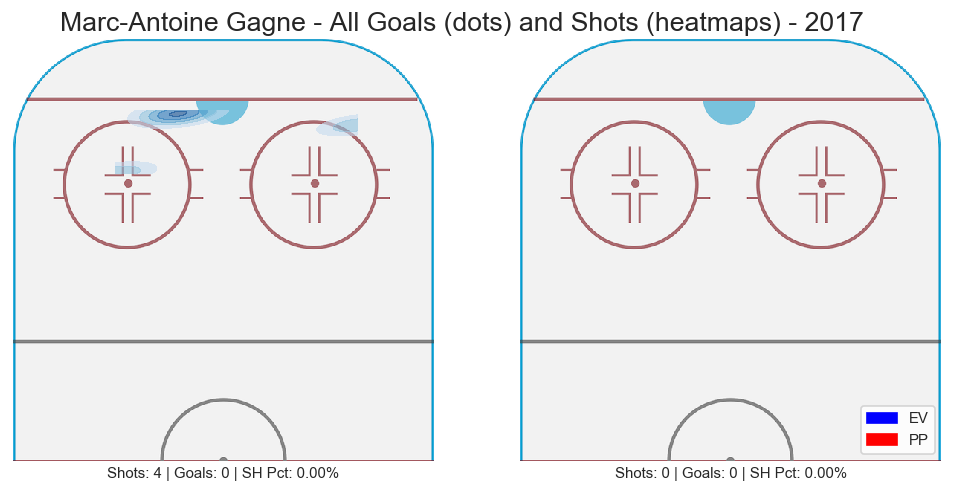 Marc-Antoine Gagne - All Goals (dots) and Shots (heatmaps) - 2017
EV
PP
Shots: 4 | Goals: 0 | SH Pct: 0.00%
Shots: 0 | Goals: 0 | SH Pct: 0.00%